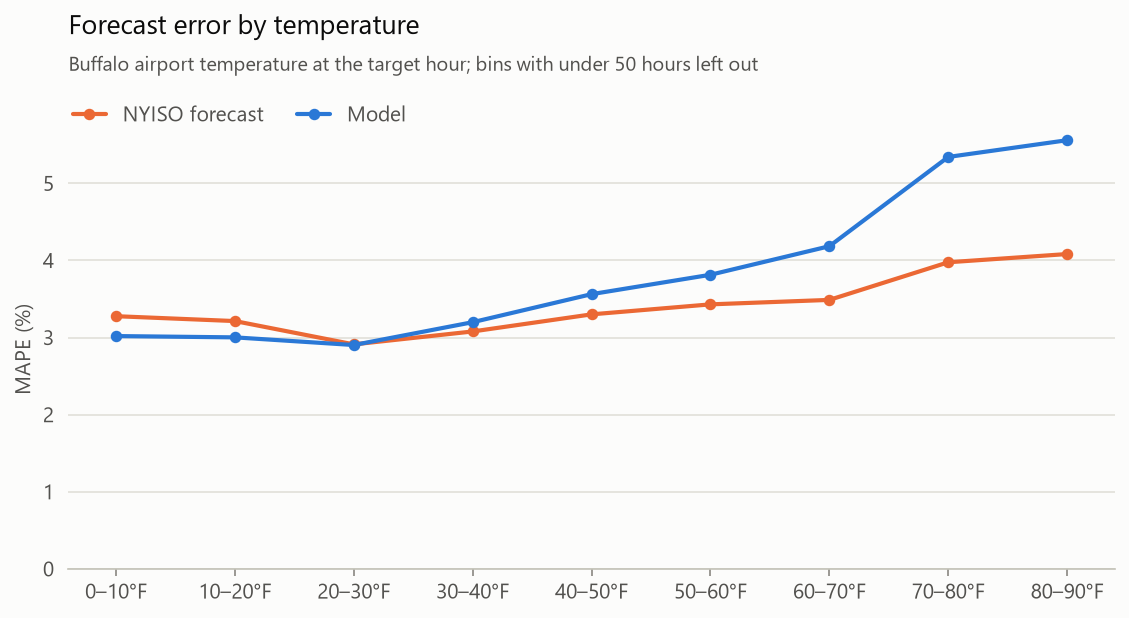 Forecast error by temperature
Buffalo airport temperature at the target hour; bins with under 50 hours left out
NYISO forecast
Model
MAPE (%)
5
4
3
2
1
0
0–10°F
10–20°F
20–30°F
30–40°F
40–50°F
50–60°F
60–70°F
70–80°F
80–90°F